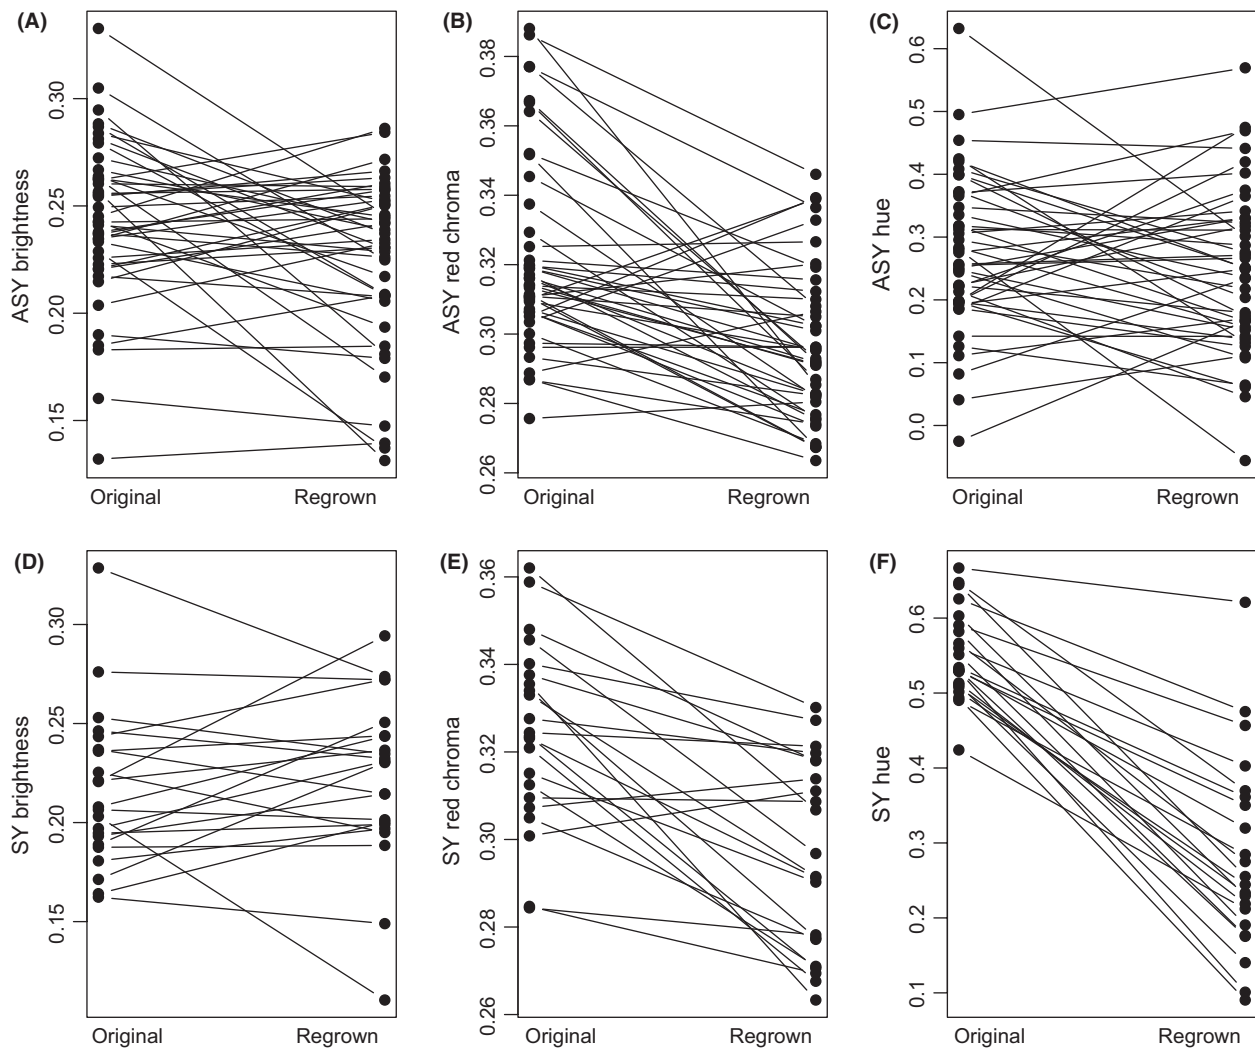 (A)
ASY brightness
0.30
0.25
0.20
0.15
Original Regrown
(B)
ASY red chroma
0.38
0.36
0.34
0.32
0.30
0.28
0.26
Original Regrown
(C)
ASY hue
0.6
0.5
0.4
0.3
0.2
0.1
0.0
Original Regrown
(D)
SY brightness
0.30
0.25
0.20
0.15
Original Regrown
(E)
SY red chroma
0.36
0.34
0.32
0.30
0.28
0.26
Original Regrown
(F)
SY hue
0.6
0.5
0.4
0.3
0.2
0.1
Original Regrown